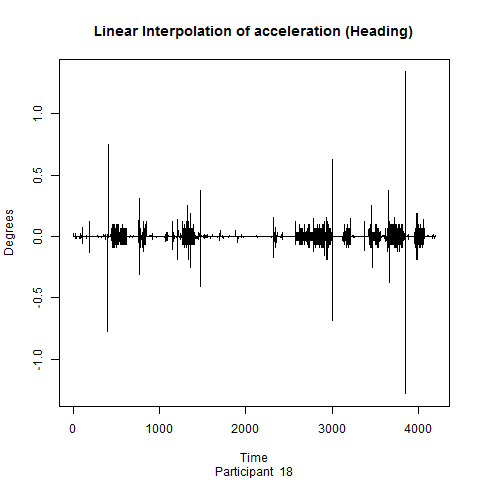 Linear Interpolation of acceleration (Heading)
Degrees
1.0
0.5
0.0
-0.5
-1.0
0 1000 2000 3000 4000
Time
Participant 18